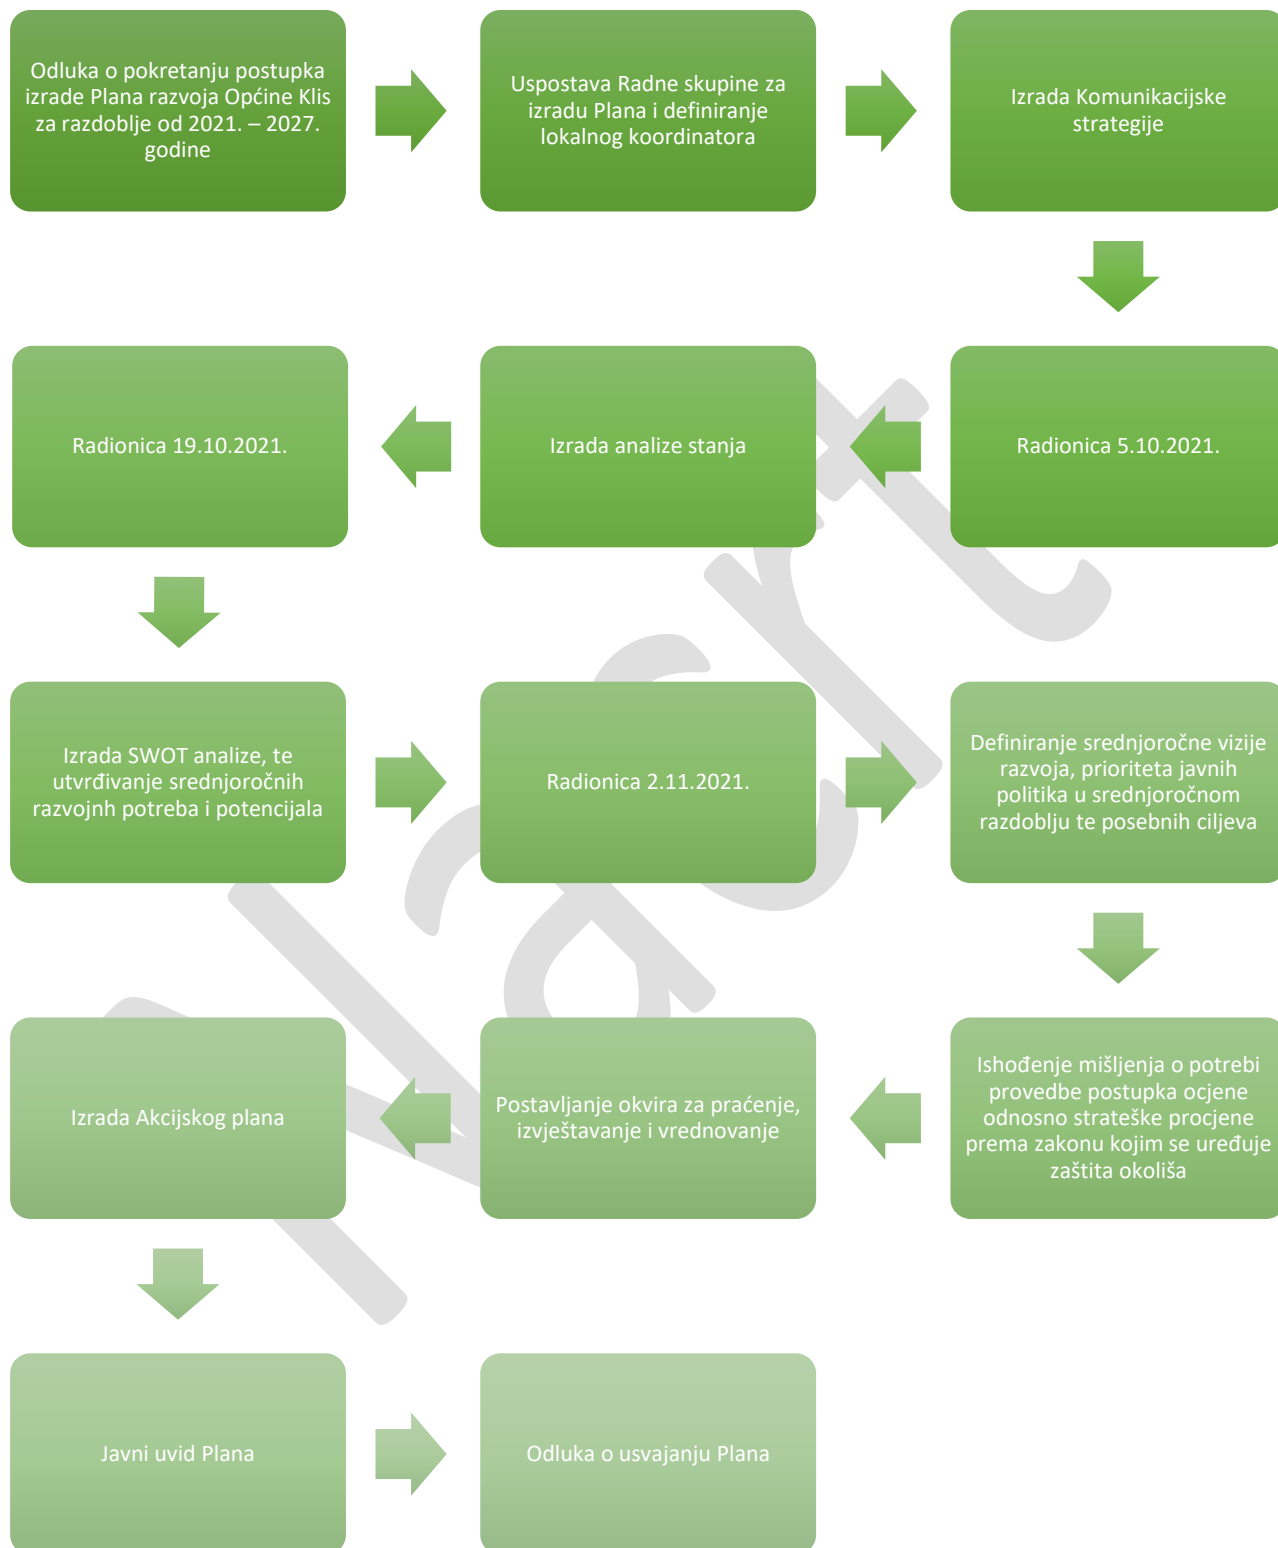 Odluka o pokretanju postupka
izrade Plana razvoja Općine Klis
za razdoblje od 2021. – 2027.
godine
Uspostava Radne skupine za
izradu Plana i definiranje
lokalnog koordinatora
Izrada Komunikacijske
strategije
Radionica 5.10.2021.
Izrada analize stanja
Radionica 19.10.2021.
Izrada SWOT analize, te
utvrđivanje srednjoročnih
razvojnh potreba i potencijala
Radionica 2.11.2021.
Definiranje srednjoročne vizije
razvoja, prioriteta javnih
politika u srednjoročnom
razdoblju te posebnih ciljeva
Ishođenje mišljenja o potrebi
provedbe postupka ocjene
odnosno strateške procjene
prema zakonu kojim se uređuje
zaštita okoliša
Postavljanje okvira za praćenje,
izvještavanje i vrednovanje
Izrada Akcijskog plana
Javni uvid Plana
Odluka o usvajanju Plana
Nacrt